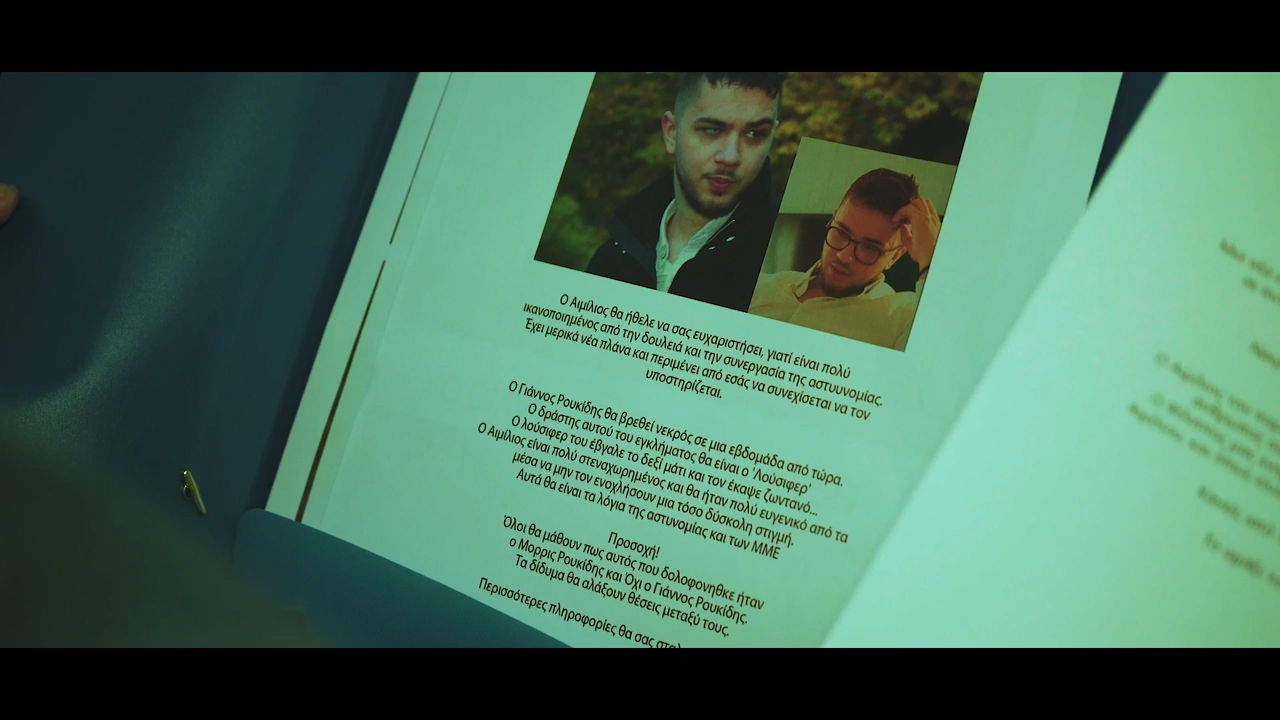 Ο Αιμίλιος θα ήθελε να σας ευχαριστήσει, γιατί είναι πολύ
ικανοποιημένος από την δουλειά και την συνεργασία της αστυυνομίας.
Έχει μερικά νέα πλάνα και περιμένει από εσάς να συνεχίσεται να τον
υποστηρίζεται.
Ο Γιάννος Ρουκίδης θα βρεθεί νεκρός σε μια εβδομάδα από τώρα.
Ο δράστης αυτού του εγκλήματος θα είναι ο 'Λούσιφερ'
Ο λούσιφερ του έβγαλε το δεξί μάτι και τον έκαψε ζωντανό...
Ο Αιμίλιος είναι πολύ στεναχωρημένος και θα ήταν πολύ ευγενικό από τα
μέσα να μην τον ενοχλήσουν μια τόσο δύσκολη στιγμή.
Αυτά θα είναι τα λόγια της αστυνομίας και των ΜΜΕ
Προσοχή!
Όλοι θα μάθουν πως αυτός που δολοφονηθκε ήταν
ο Μορρις Ρουκίδης και Όχι ο Γιάννος Ρουκίδης.
Τα δίδυμα θα αλάξουν θέσεις μεταξύ τους.
Περισσότερες πληροφορίες θα σας